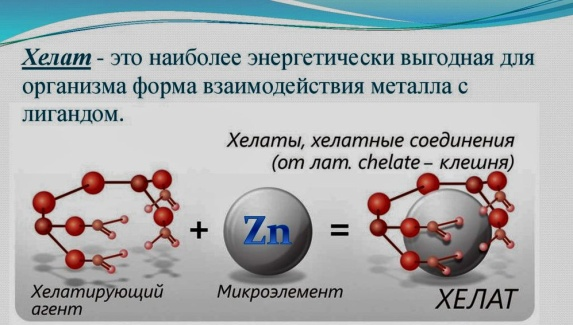 Хелат - это наиболее энергетически выгодная для
организма форма взаимодействия металла с
лигандом.
Хелаты, хелатные соединения
(от лат. chelate – клешня)
+
Zn
=
Хелатирующий
агент
Микроэлемент
ХЕЛАТ